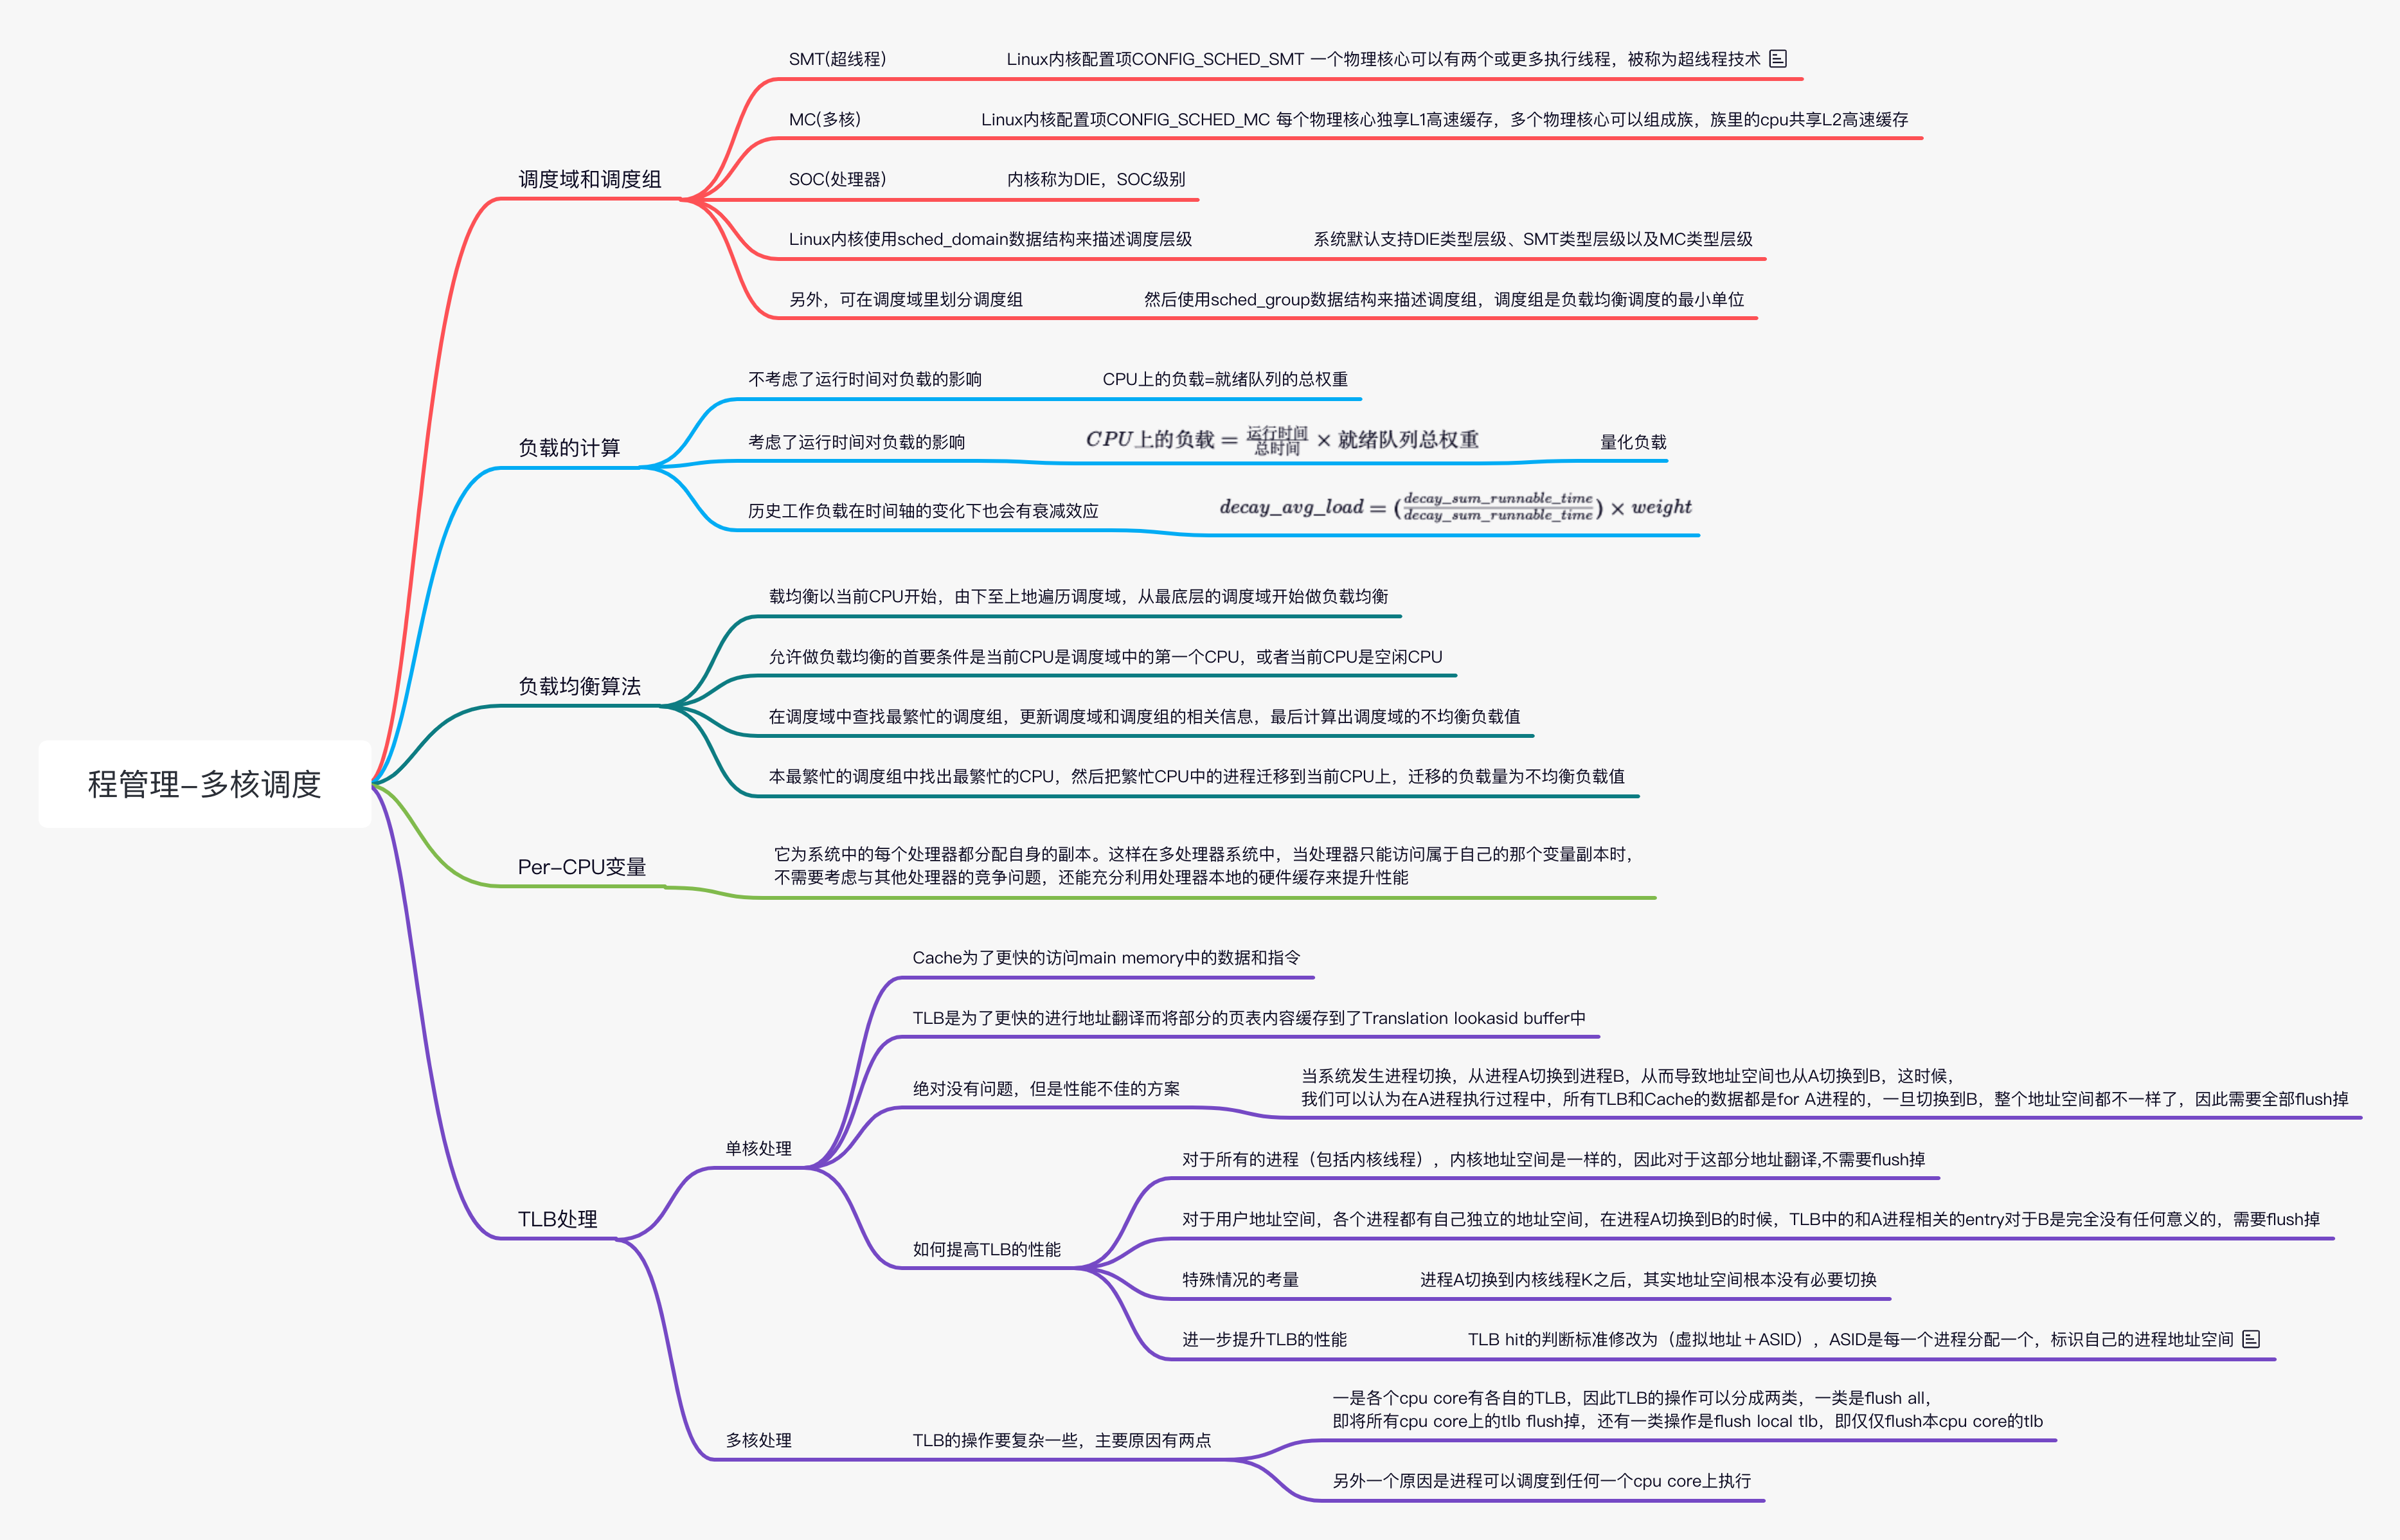 程管理-多核调度
调度域和调度组
SMT(超线程)
Linux内核配置项CONFIG_SCHED_SMT 一个物理核心可以有两个或更多执行线程，被称为超线程技术
MC(多核)
Linux内核配置项CONFIG_SCHED_MC 每个物理核心独享L1高速缓存，多个物理核心可以组成族，族里的cpu共享L2高速缓存
SOC(处理器)
内核称为DIE，SOC级别
Linux内核使用sched_domain数据结构来描述调度层级
系统默认支持DIE类型层级、SMT类型层级以及MC类型层级
另外，可在调度域里划分调度组
然后使用sched_group数据结构来描述调度组，调度组是负载均衡调度的最小单位
负载的计算
不考虑了运行时间对负载的影响
CPU上的负载=就绪队列的总权重
考虑了运行时间对负载的影响
CPU上的负载 = 运行时间/总时间 × 就绪队列总权重
量化负载
历史工作负载在时间轴的变化下也会有衰减效应
decay_avg_load = (decay_sum_runnable_time/decay_sum_runnable_time) × weight
负载均衡算法
载均衡以当前CPU开始，由下至上地遍历调度域，从最底层的调度域开始做负载均衡
允许做负载均衡的首要条件是当前CPU是调度域中的第一个CPU，或者当前CPU是空闲CPU
在调度域中查找最繁忙的调度组，更新调度域和调度组的相关信息，最后计算出调度域的不均衡负载值
本最繁忙的调度组中找出最繁忙的CPU，然后把繁忙CPU中的进程迁移到当前CPU上，迁移的负载量为不均衡负载值
Per-CPU变量
它为系统中的每个处理器都分配自身的副本。这样在多处理器系统中，当处理器只能访问属于自己的那个变量副本时，
不需要考虑与其他处理器的竞争问题，还能充分利用处理器本地的硬件缓存来提升性能
TLB处理
单核处理
Cache为了更快的访问main memory中的数据和指令
TLB是为了更快的进行地址翻译而将部分的页表内容缓存到了Translation lookasid buffer中
绝对没有问题，但是性能不佳的方案
当系统发生进程切换，从进程A切换到进程B，从而导致地址空间也从A切换到B，这时候，
我们可以认为在A进程执行过程中，所有TLB和Cache的数据都是for A进程的，一旦切换到B，整个地址空间都不一样了，因此需要全部flush掉
如何提高TLB的性能
对于所有的进程（包括内核线程），内核地址空间是一样的，因此对于这部分地址翻译,不需要flush掉
对于用户地址空间，各个进程都有自己独立的地址空间，在进程A切换到B的时候，TLB中的和A进程相关的entry对于B是完全没有任何意义的，需要flush掉
特殊情况的考量
进程A切换到内核线程K之后，其实地址空间根本没有必要切换
进一步提升TLB的性能
TLB hit的判断标准修改为（虚拟地址＋ASID），ASID是每一个进程分配一个，标识自己的进程地址空间
多核处理
TLB的操作要复杂一些，主要原因有两点
一是各个cpu core有各自的TLB，因此TLB的操作可以分成两类，一类是flush all，
即将所有cpu core上的tlb flush掉，还有一类操作是flush local tlb，即仅仅flush本cpu core的tlb
另外一个原因是进程可以调度到任何一个cpu core上执行